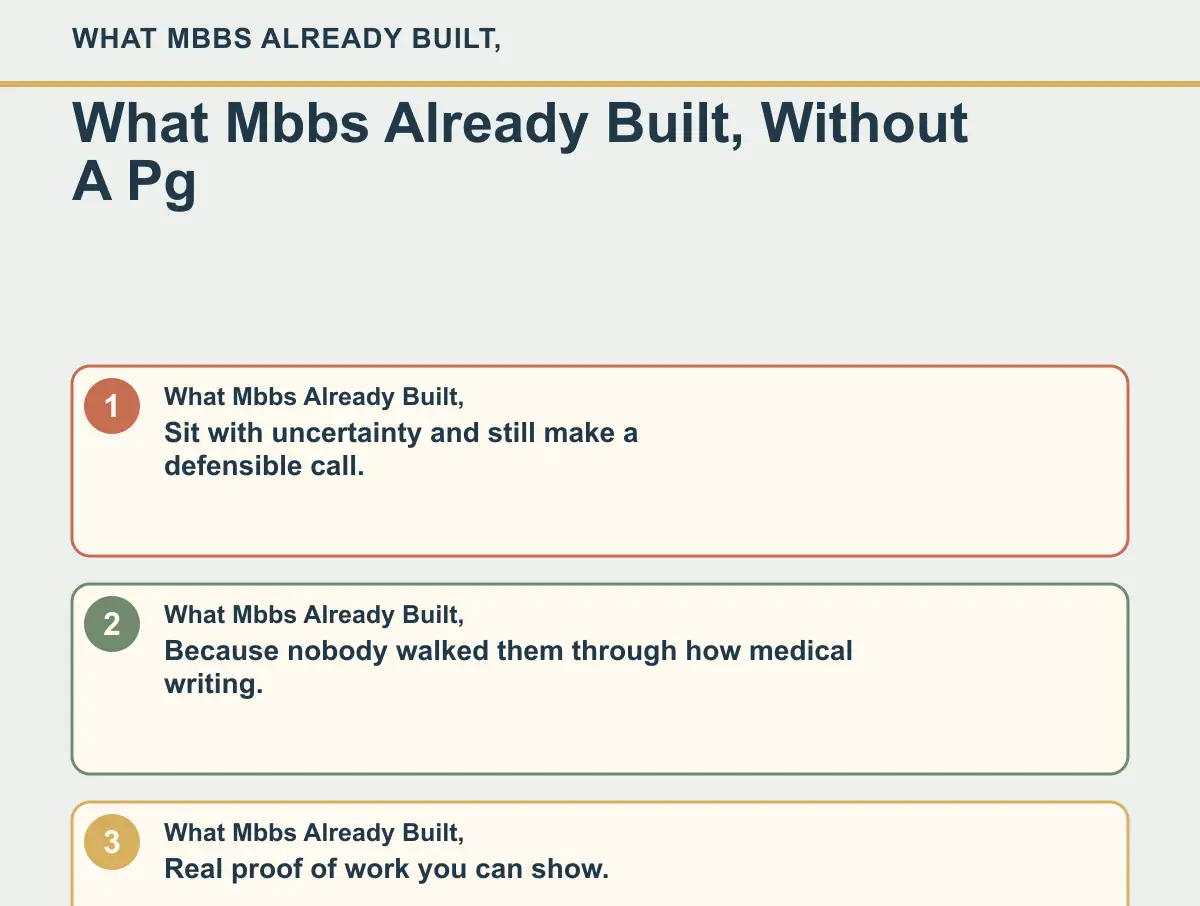 WHAT MBBS ALREADY BUILT,
What Mbbs Already Built, Without
A Pg
1
What Mbbs Already Built,
Sit with uncertainty and still make a
defensible call.
2
What Mbbs Already Built,
Because nobody walked them through how medical
writing.
3
What Mbbs Already Built,
Real proof of work you can show.